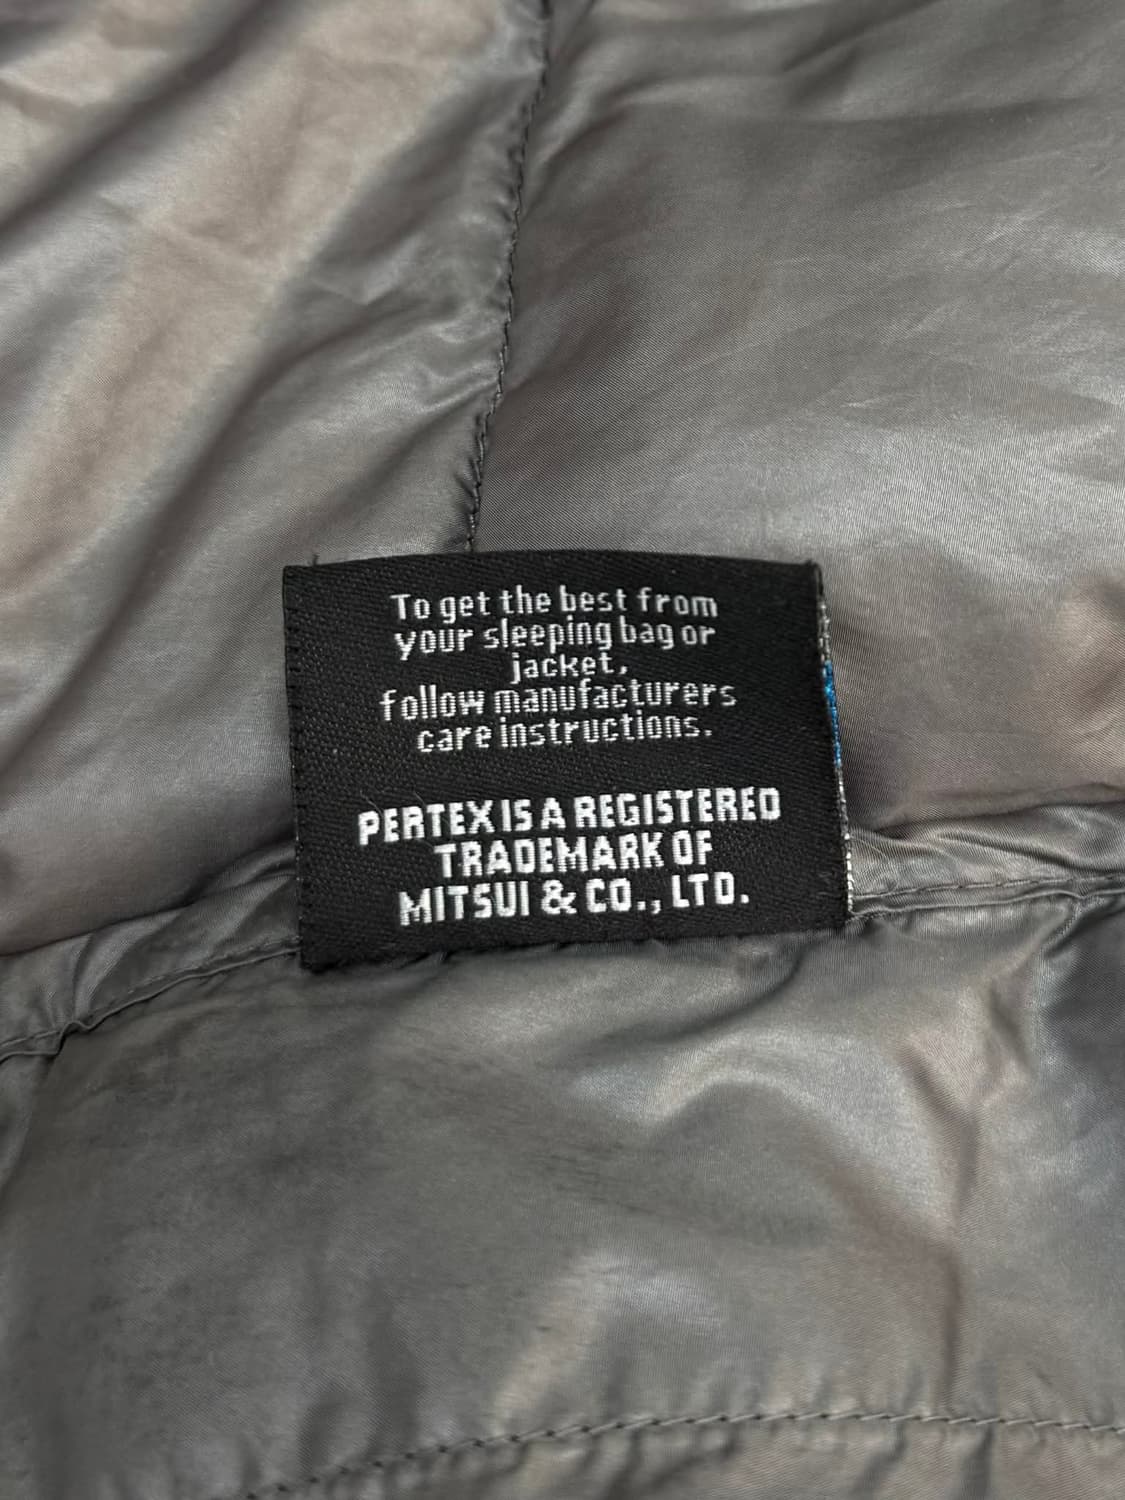 To get the best from
your sleeping bag or
jacket,
follow manufacturers
care instructions.
PERTEX IS A REGISTERED
TRADEMARK OF
MITSUI & CO., LTD.